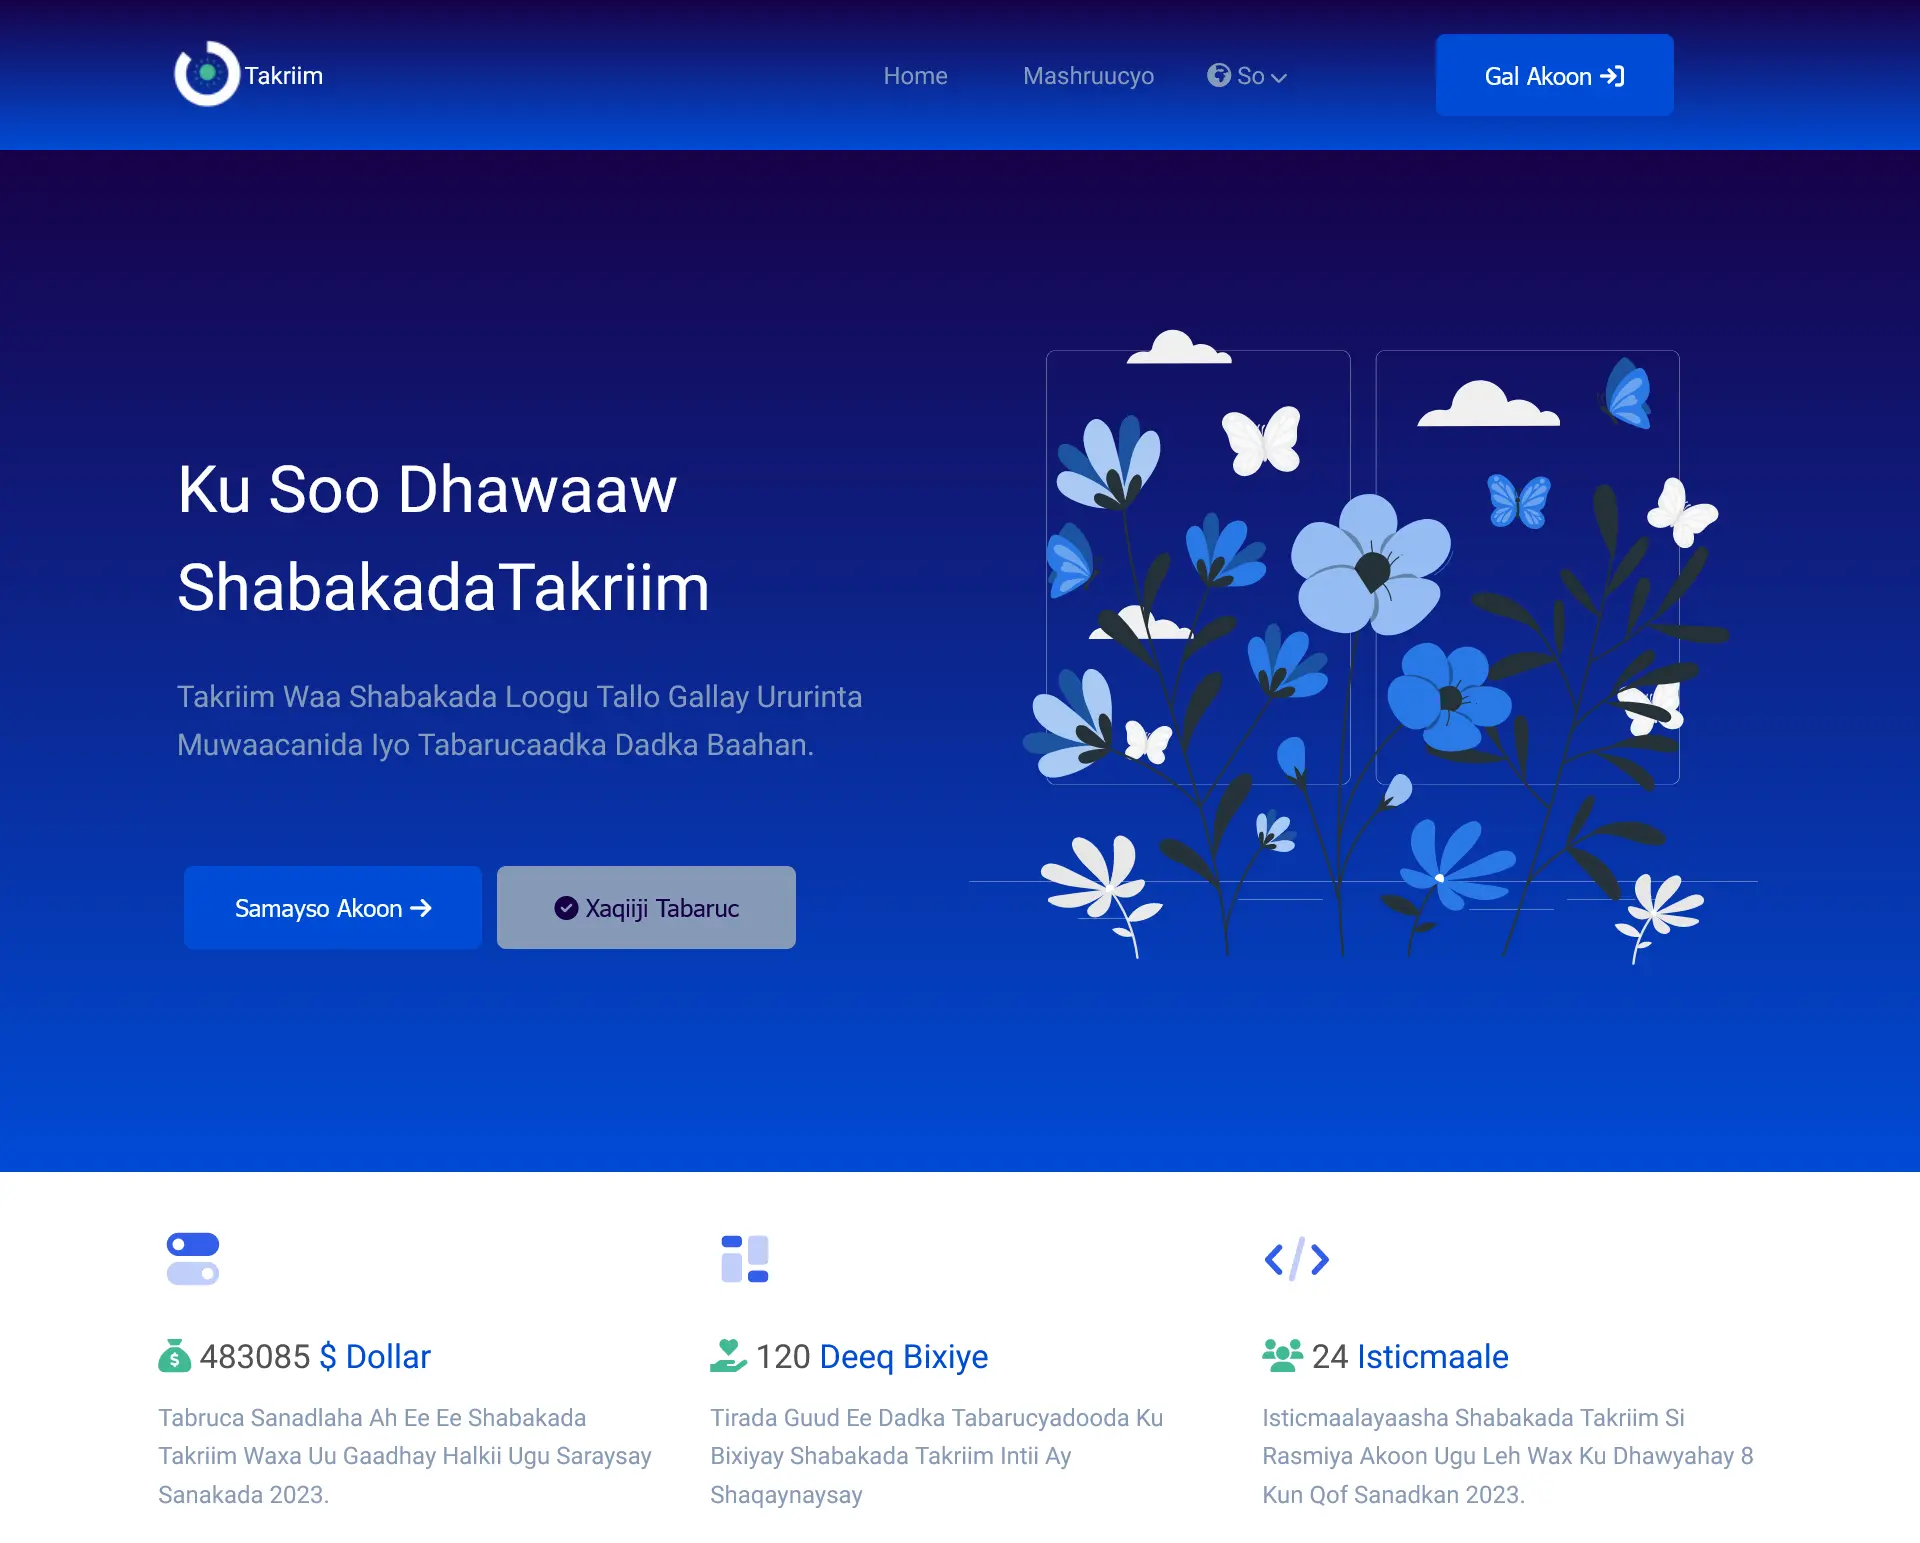 Takriim
Home
Mashruucyo
So
Gal Akoon
Ku Soo Dhawaaw
ShabakadaTakriim
Takriim Waa Shabakada Loogu Tallo Gallay Ururinta
Muwaacanida Iyo Tabarucaadka Dadka Baahan.
Samayso Akoon
Xaqiiji Tabaruc
483085 $ Dollar
Tabruca Sanadlaha Ah Ee Ee Shabakada
Takriim Waxa Uu Gaadhay Halkii Ugu Saraysay
Sanakada 2023.
120 Deeq Bixiye
Tirada Guud Ee Dadka Tabarucyadooda Ku
Bixiyay Shabakada Takriim Intii Ay
Shaqaynaysay
24 Isticmaale
Isticmaalayaasha Shabakada Takriim Si
Rasmiya Akoon Ugu Leh Wax Ku Dhawyahay 8
Kun Qof Sanadkan 2023.